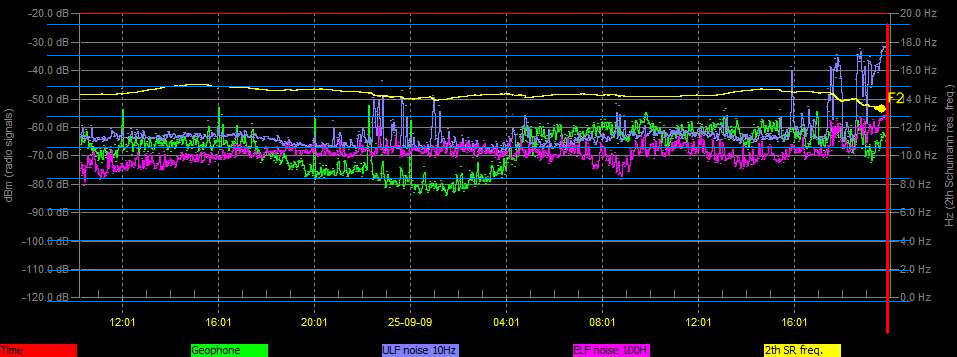 -20.0 dB 20.0 Hz
-30.0 dB 18.0 Hz
-40.0 dB 16.0 Hz
-50.0 dB F2 14.0 Hz
-60.0 dB 12.0 Hz
-70.0 dB 10.0 Hz
-80.0 dB 8.0 Hz
-90.0 dB 6.0 Hz
-100.0 dB 4.0 Hz
-110.0 dB 2.0 Hz
-120.0 dB 0.0 Hz
dBm (radio signals)
Hz (2th Schumann res. freq.)
12:01 16:01 20:01 25-09-09 04:01 08:01 12:01 16:01
Time Geophone ULF noise 10Hz ELF noise 100H 2th SR freq.